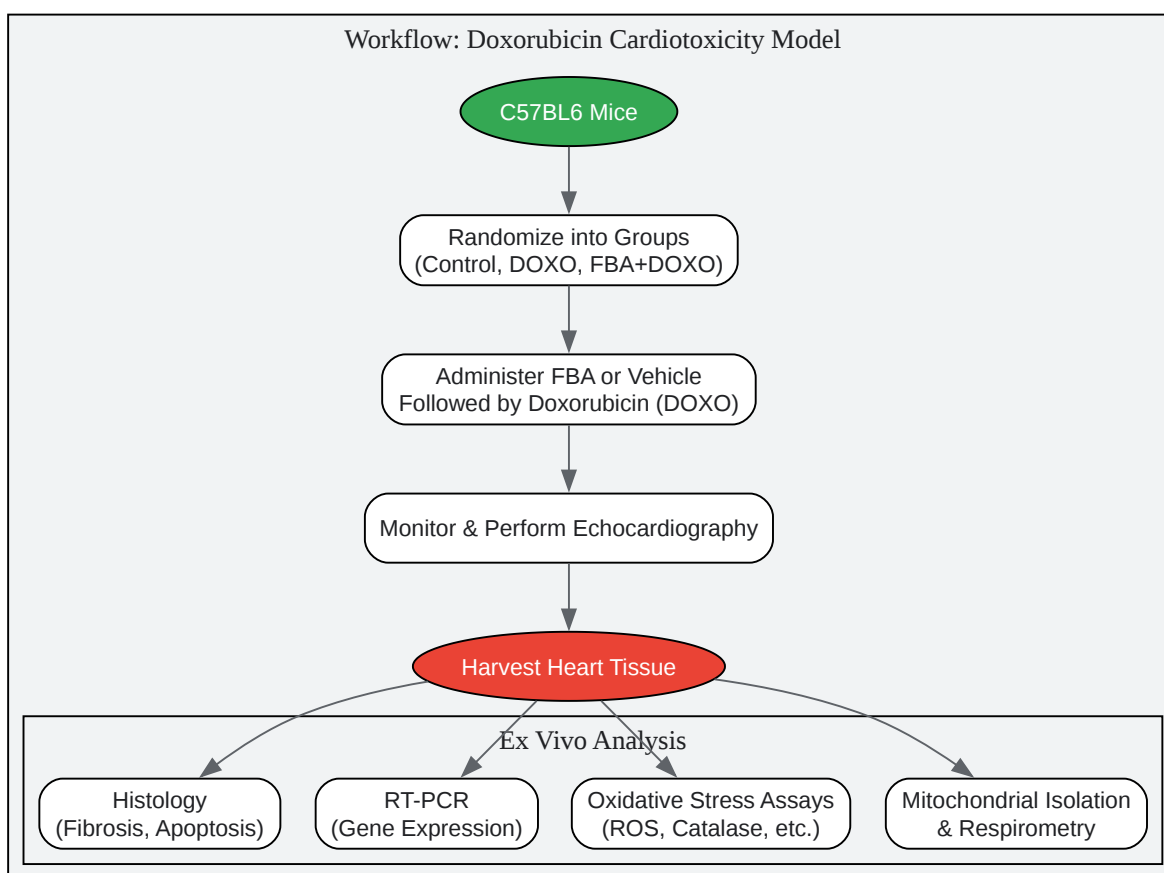 Workflow: Doxorubicin Cardiotoxicity Model
C57BL6 Mice
Randomize into Groups
(Control, DOXO, FBA+DOXO)
Administer FBA or Vehicle
Followed by Doxorubicin (DOXO)
Monitor & Perform Echocardiography
Harvest Heart Tissue
Ex Vivo Analysis
Histology
(Fibrosis, Apoptosis)
RT-PCR
(Gene Expression)
Oxidative Stress Assays
(ROS, Catalase, etc.)
Mitochondrial Isolation
& Respirometry